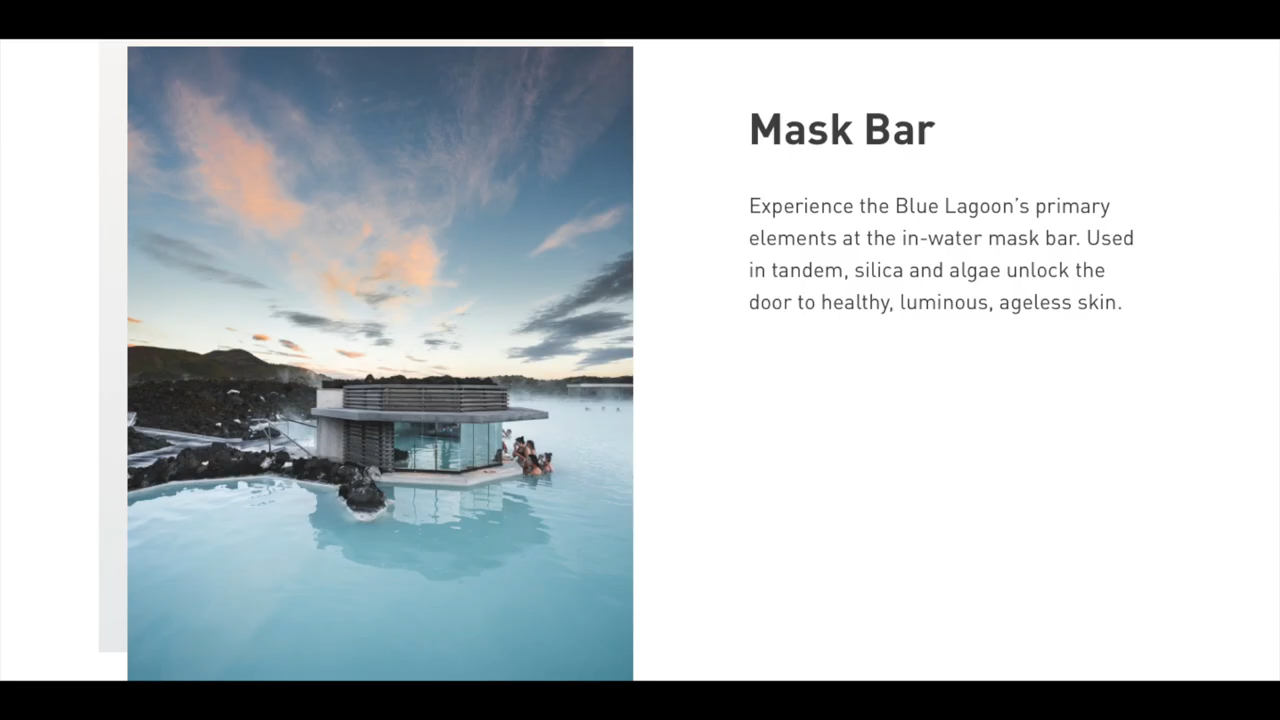 Mask Bar
Experience the Blue Lagoon’s primary
elements at the in-water mask bar. Used
in tandem, silica and algae unlock the
door to healthy, luminous, ageless skin.